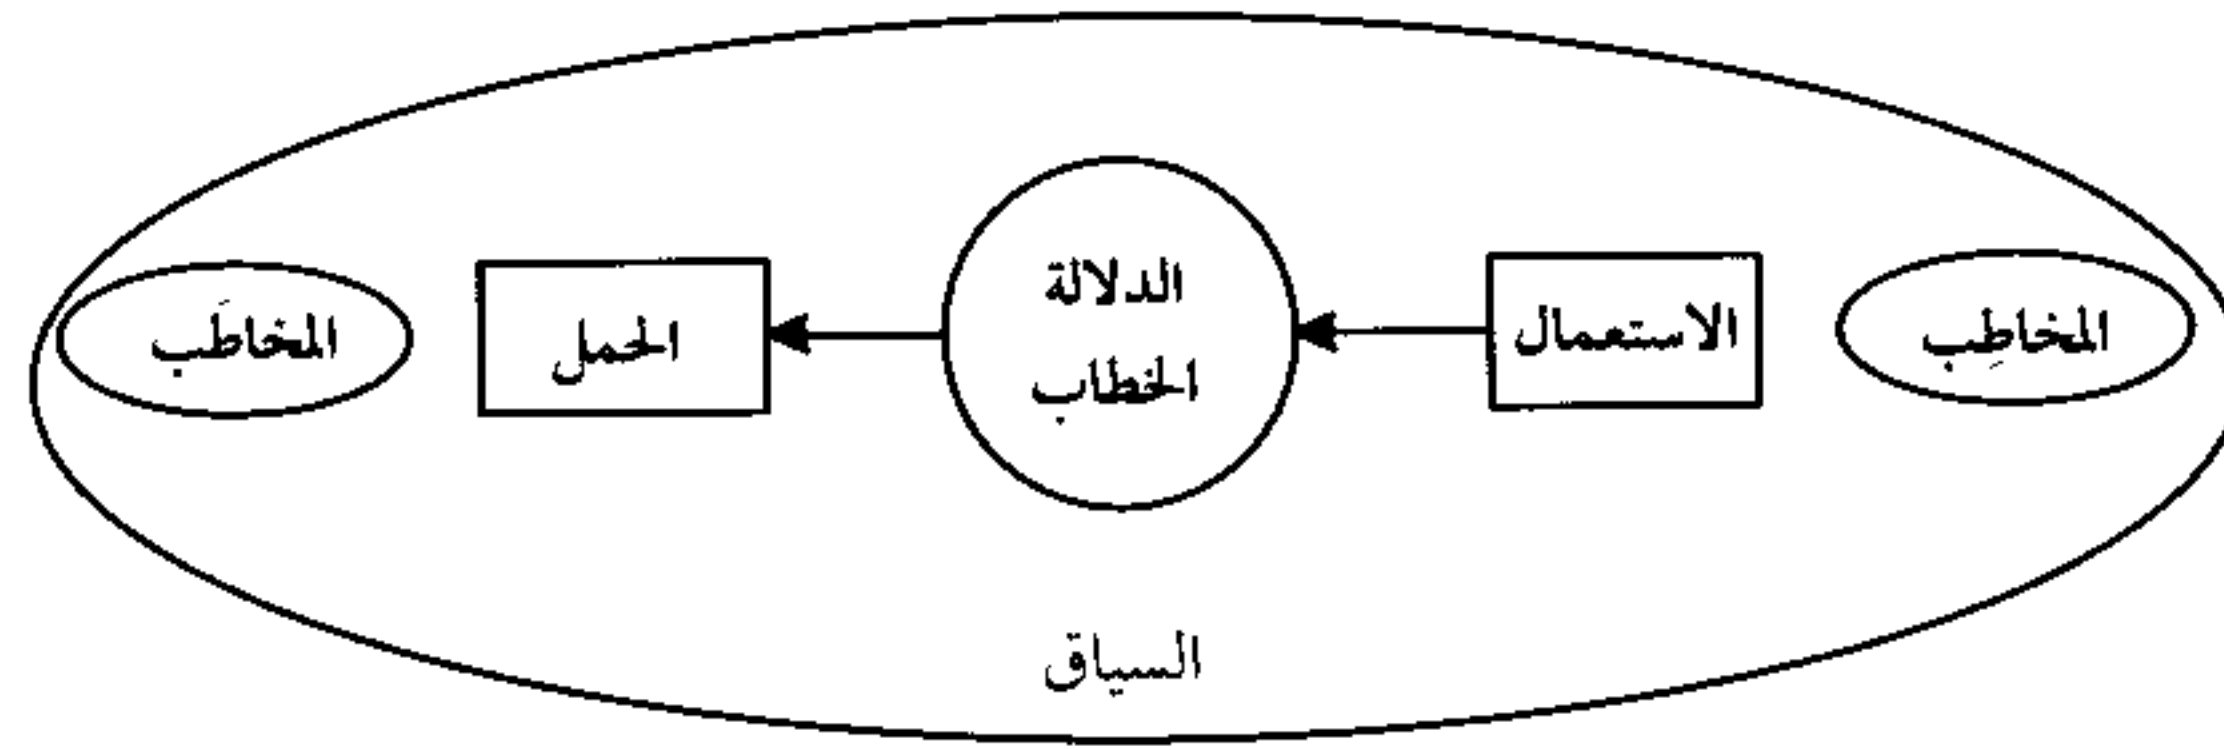 المخاطِب
الاستعمال
الدلالة
الخطاب
الحمل
المخاطَب
السياق